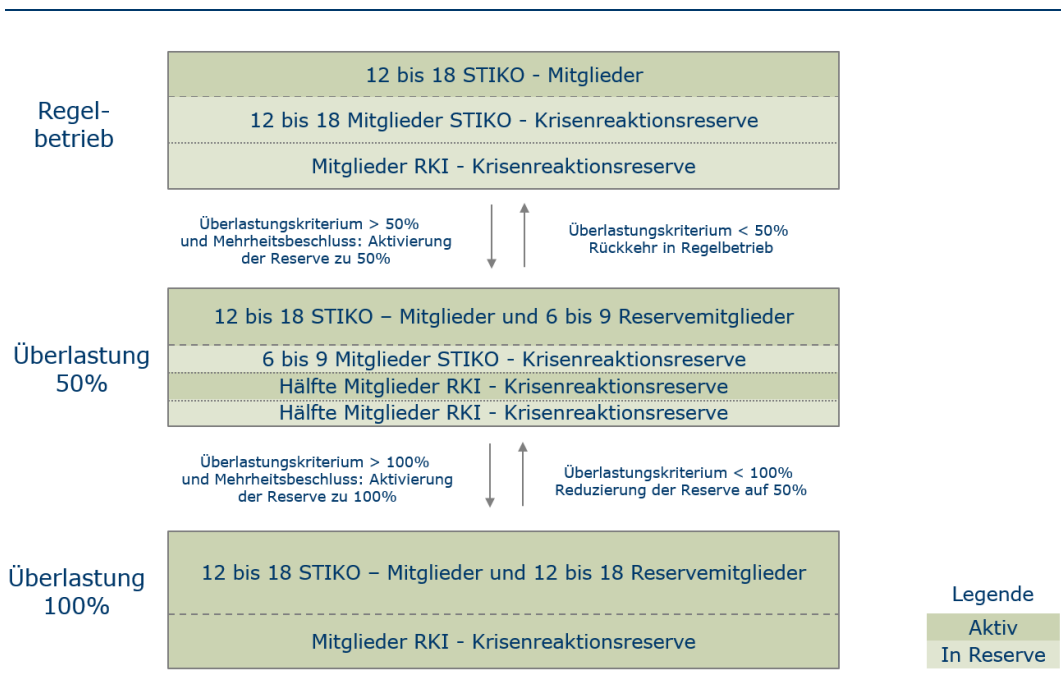 Regel-
betrieb
12 bis 18 STIKO - Mitglieder
12 bis 18 Mitglieder STIKO - Krisenreaktionsreserve
Mitglieder RKI - Krisenreaktionsreserve
Überlastungskriterium > 50%
und Mehrheitsbeschluss: Aktivierung
der Reserve zu 50%
Überlastungskriterium < 50%
Rückkehr in Regelbetrieb
Überlastung
50%
12 bis 18 STIKO – Mitglieder und 6 bis 9 Reservemitglieder
6 bis 9 Mitglieder STIKO - Krisenreaktionsreserve
Hälfte Mitglieder RKI - Krisenreaktionsreserve
Hälfte Mitglieder RKI - Krisenreaktionsreserve
Überlastungskriterium > 100%
und Mehrheitsbeschluss: Aktivierung
der Reserve zu 100%
Überlastungskriterium < 100%
Reduzierung der Reserve auf 50%
Überlastung
100%
12 bis 18 STIKO – Mitglieder und 12 bis 18 Reservemitglieder
Mitglieder RKI - Krisenreaktionsreserve
Legende
Aktiv
In Reserve